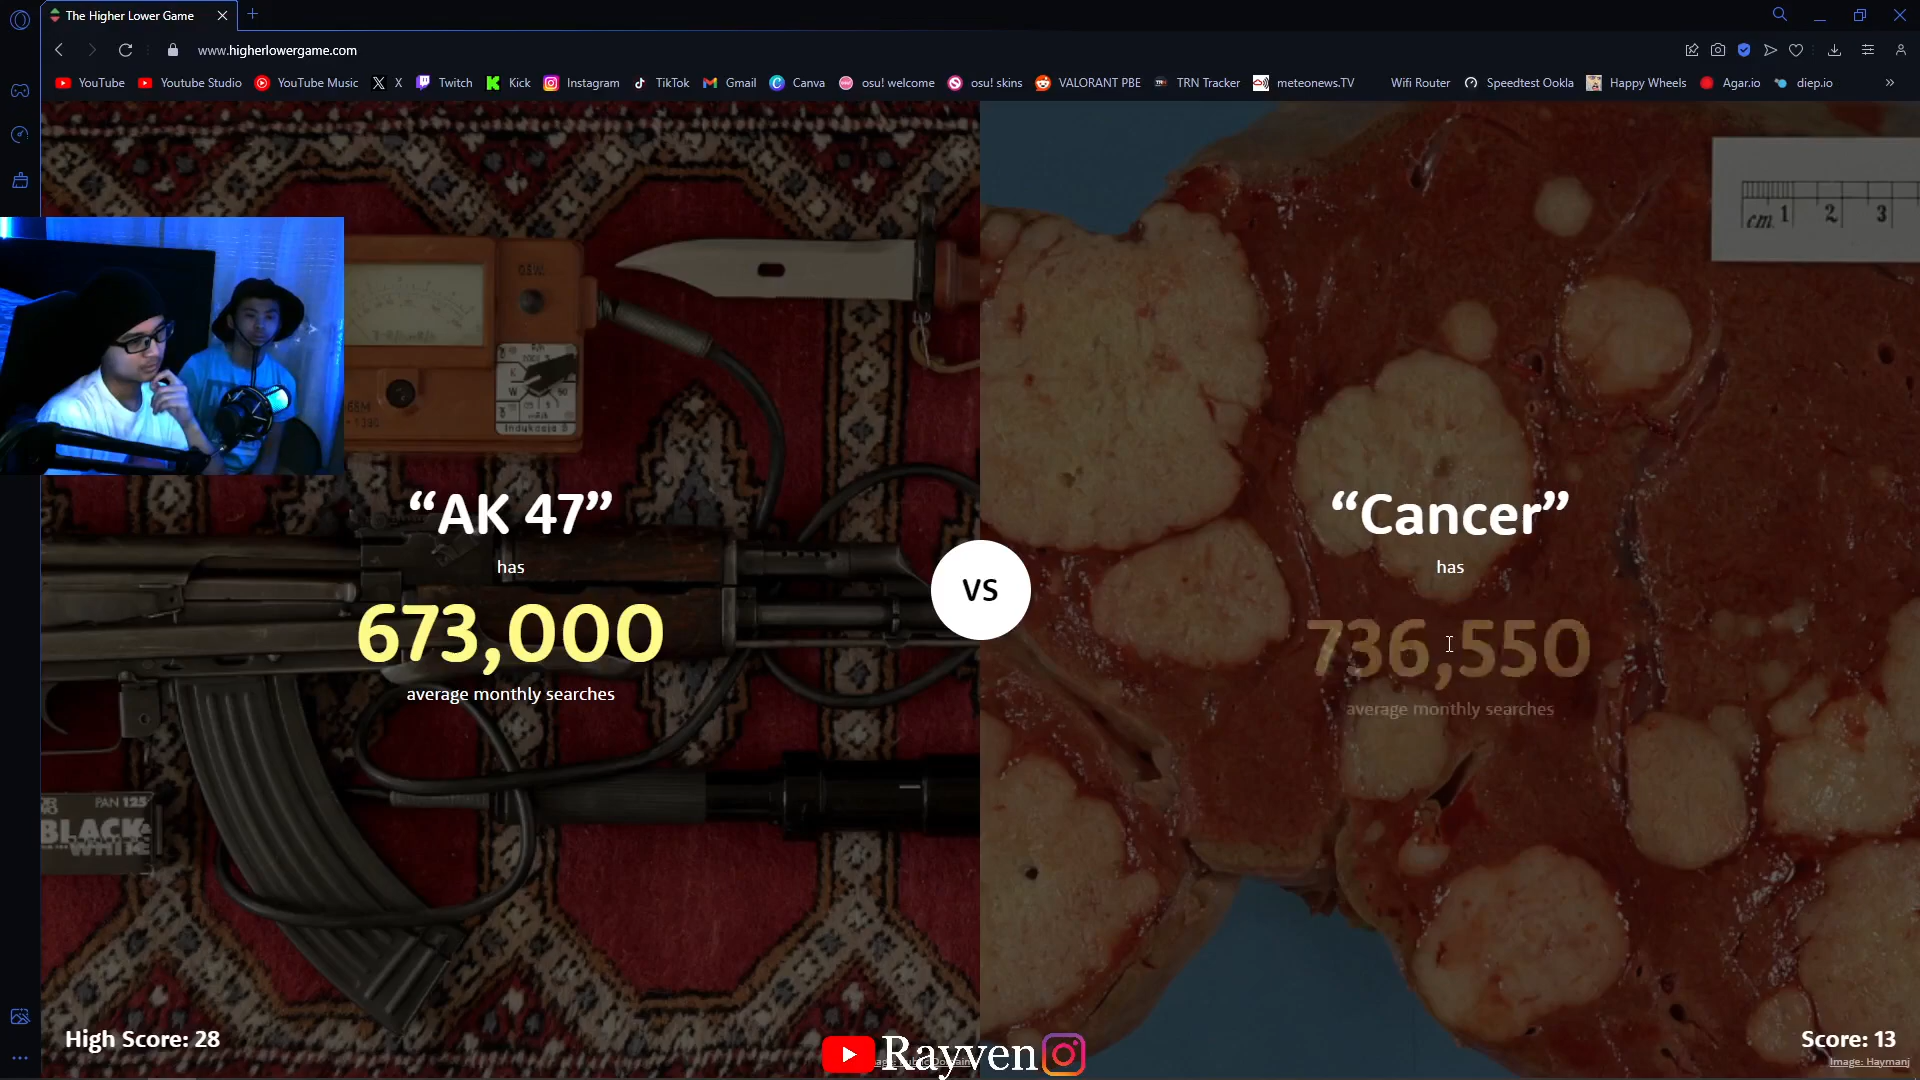 The Higher Lower Game
www.higherlowergame.com
YouTube
Youtube Studio
YouTube Music
X
Twitch
Kick
Instagram
TikTok
Gmail
Canva
osu! welcome
osu! skins
VALORANT PBE
TRN Tracker
meteonews.TV
Wifi Router
Speedtest Ookla
Happy Wheels
Agar.io
diep.io
cm 1 2 3
“AK 47”
has
673,000
average monthly searches
VS
“Cancer”
has
736,550
average monthly searches
PAN 125
BLACK
WHITE
High Score: 28
Rayven
Score: 13
Image: Haymanj